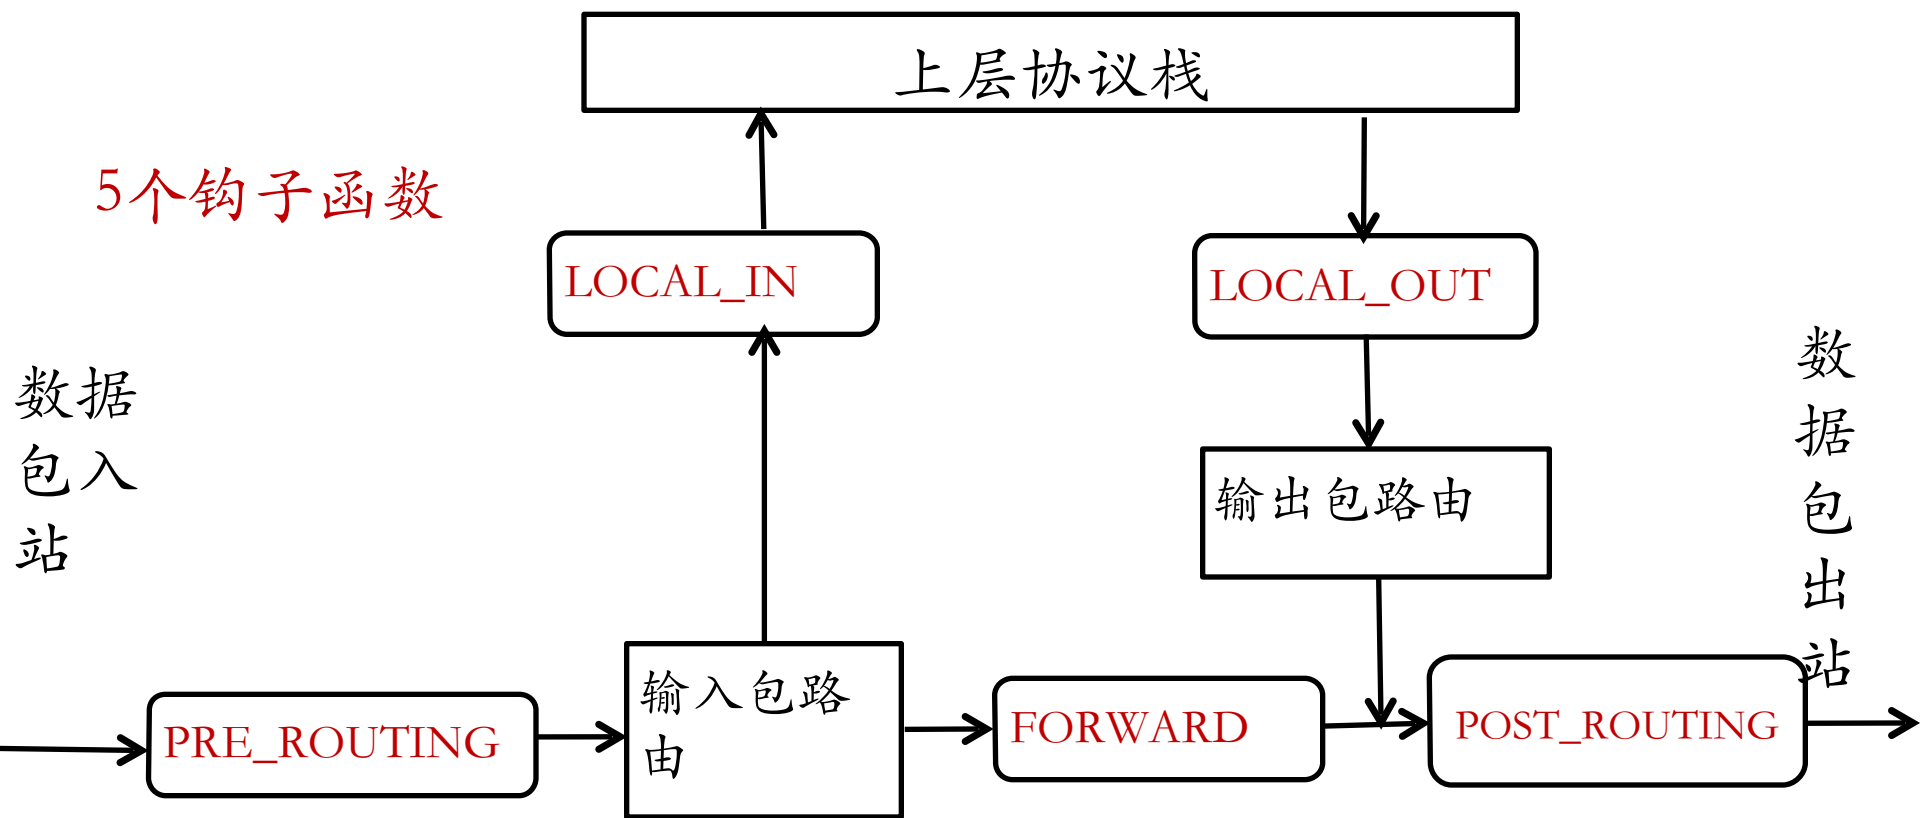 上层协议栈
5个钩子函数
LOCAL_IN
LOCAL_OUT
数据
包入
站
数
据
包
出
站
输出包路由
输入包路
由
PRE_ROUTING
FORWARD
POST_ROUTING